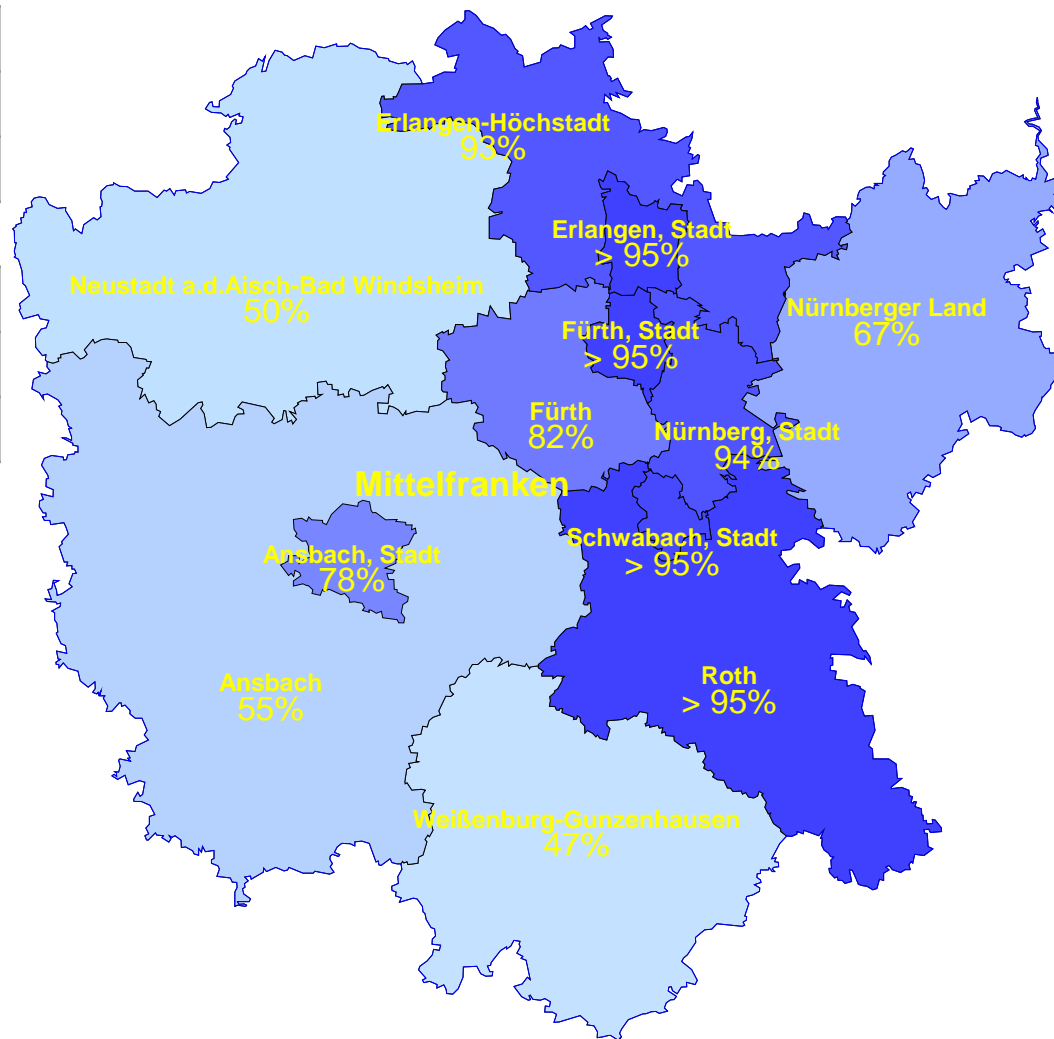 Erlangen-Höchstadt
93%
Erlangen, Stadt
> 95%
Neustadt a.d.Aisch-Bad Windsheim
50%
Nürnberger Land
67%
Fürth, Stadt
> 95%
Fürth
82%
Nürnberg, Stadt
94%
Mittelfranken
Schwabach, Stadt
> 95%
Ansbach, Stadt
78%
Roth
> 95%
Ansbach
55%
Weißenburg-Gunzenhausen
47%